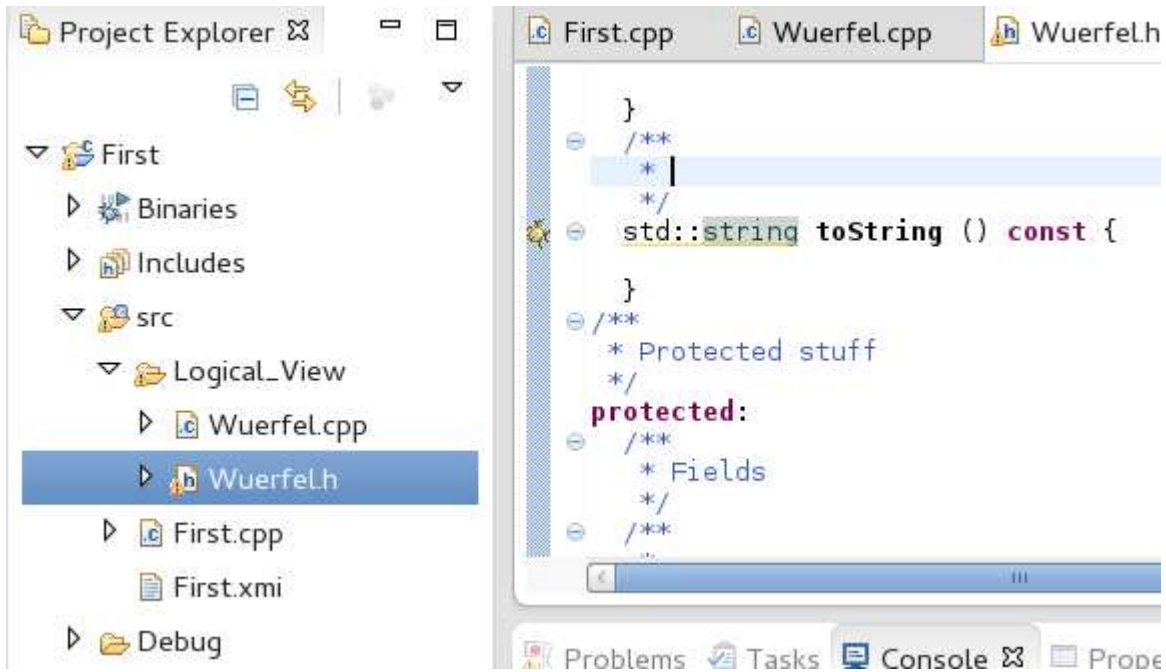 Project Explorer
First
Binaries
Includes
src
Logical_View
Wuerfel.cpp
Wuerfel.h
First.cpp
First.xmi
Debug
First.cpp Wuerfel.cpp Wuerfel.h
}
/**
*
*/
std::string toString () const {
}
/**
* Protected stuff
*/
protected:
/**
* Fields
*/
/**
Problems Tasks Console Prope